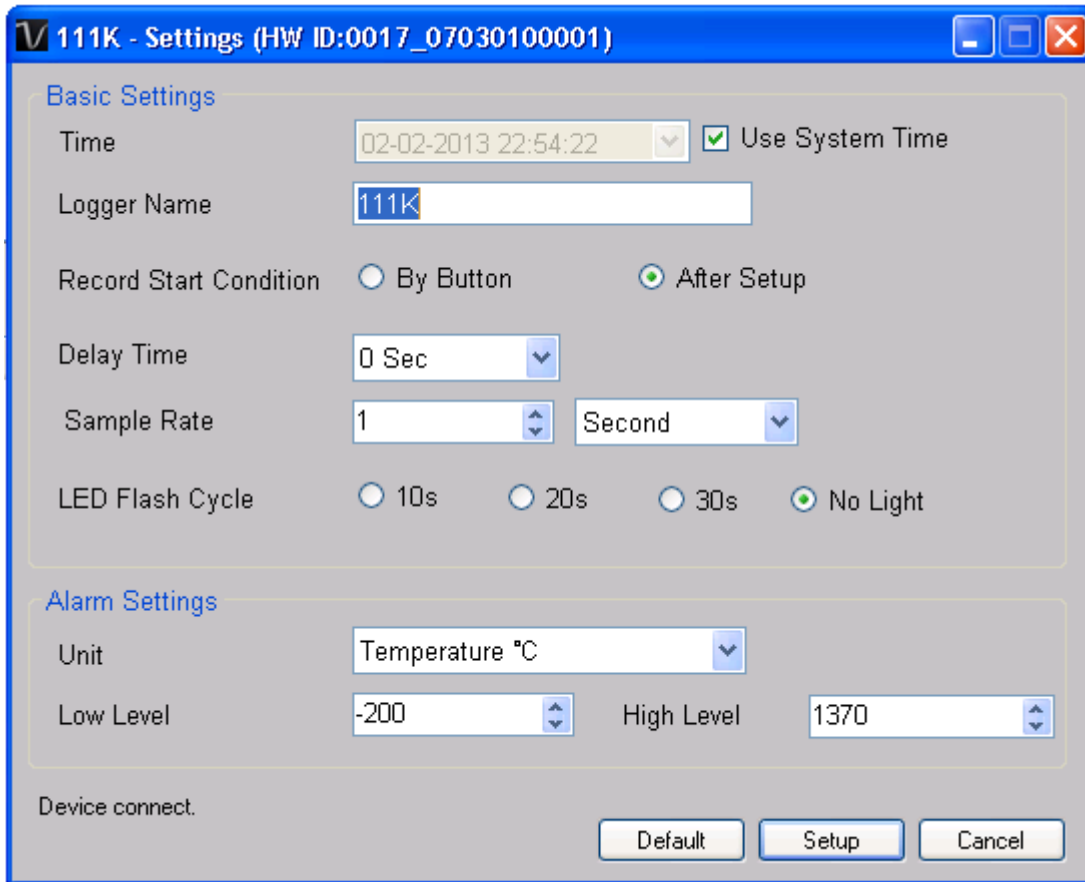 111K - Settings (HW ID:0017_07030100001)
Basic Settings
Time 02-02-2013 22:54:22 Use System Time
Logger Name 111K
Record Start Condition By Button After Setup
Delay Time 0 Sec
Sample Rate 1 Second
LED Flash Cycle 10s 20s 30s No Light
Alarm Settings
Unit Temperature °C
Low Level -200 High Level 1370
Device connect.
Default Setup Cancel